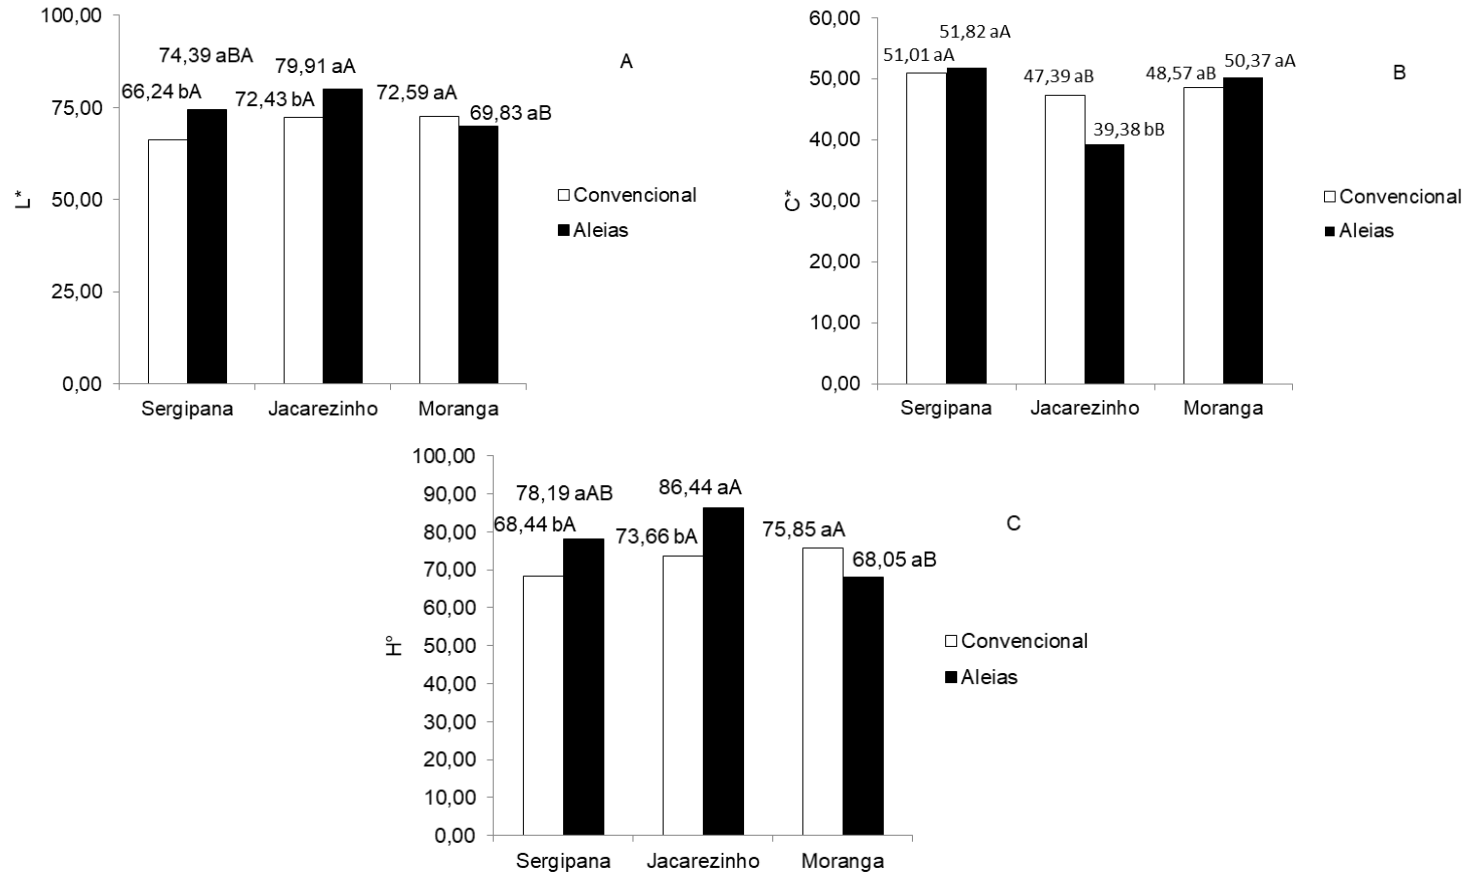 100,00
75,00
50,00
25,00
0,00
L*
74,39 aBA
79,91 aA
66,24 bA
72,43 bA
72,59 aA
69,83 aB
A
Convencional
Aleias
Sergipana
Jacarezinho
Moranga
60,00
50,00
40,00
30,00
20,00
10,00
0,00
C*
51,82 aA
51,01 aA
47,39 aB
39,38 bB
48,57 aB
50,37 aA
B
Convencional
Aleias
Sergipana
Jacarezinho
Moranga
100,00
90,00
80,00
70,00
60,00
50,00
40,00
30,00
20,00
10,00
0,00
H°
78,19 aAB
86,44 aA
68,44 bA
73,66 bA
75,85 aA
68,05 aB
C
Convencional
Aleias
Sergipana
Jacarezinho
Moranga